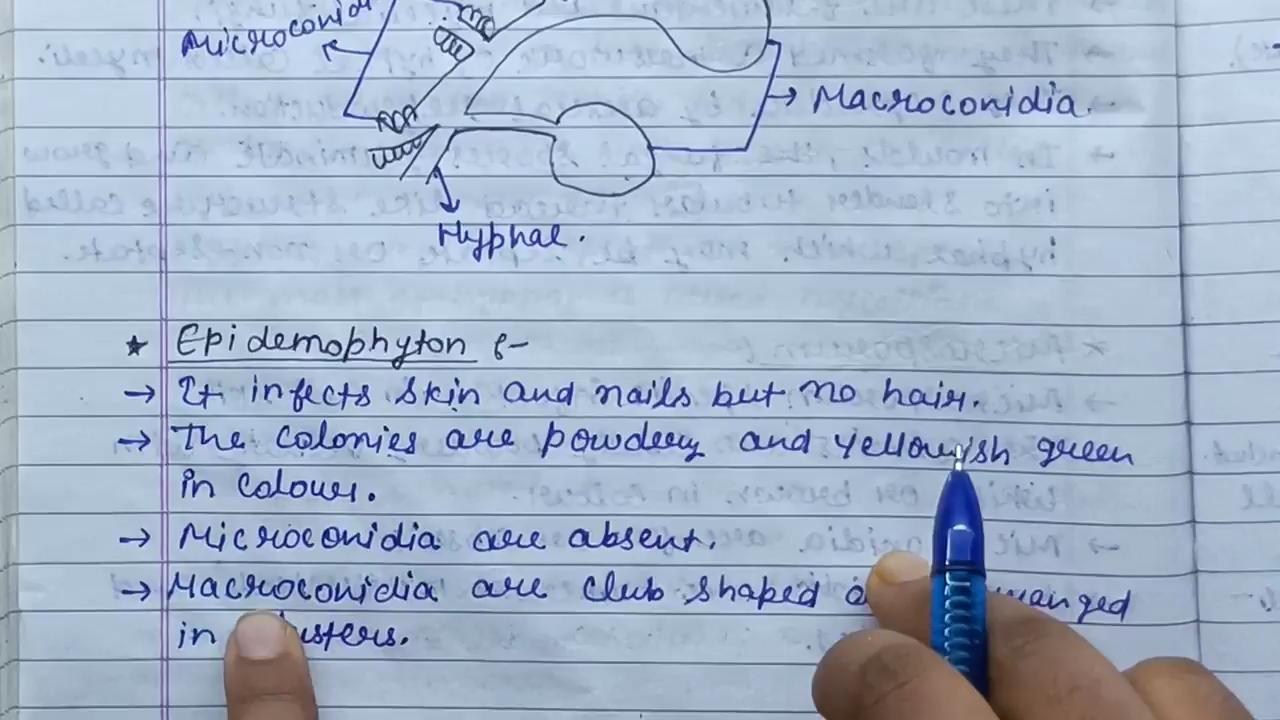 Microconid
→ Macroconidia.
Hyphae.
★ Epidemophyton :-
→ It infects skin and nails but no hair.
→ The colonies are powdery and yellowish green
in colour.
→ Microconidia are absent.
→ Macroconidia are club shaped
in